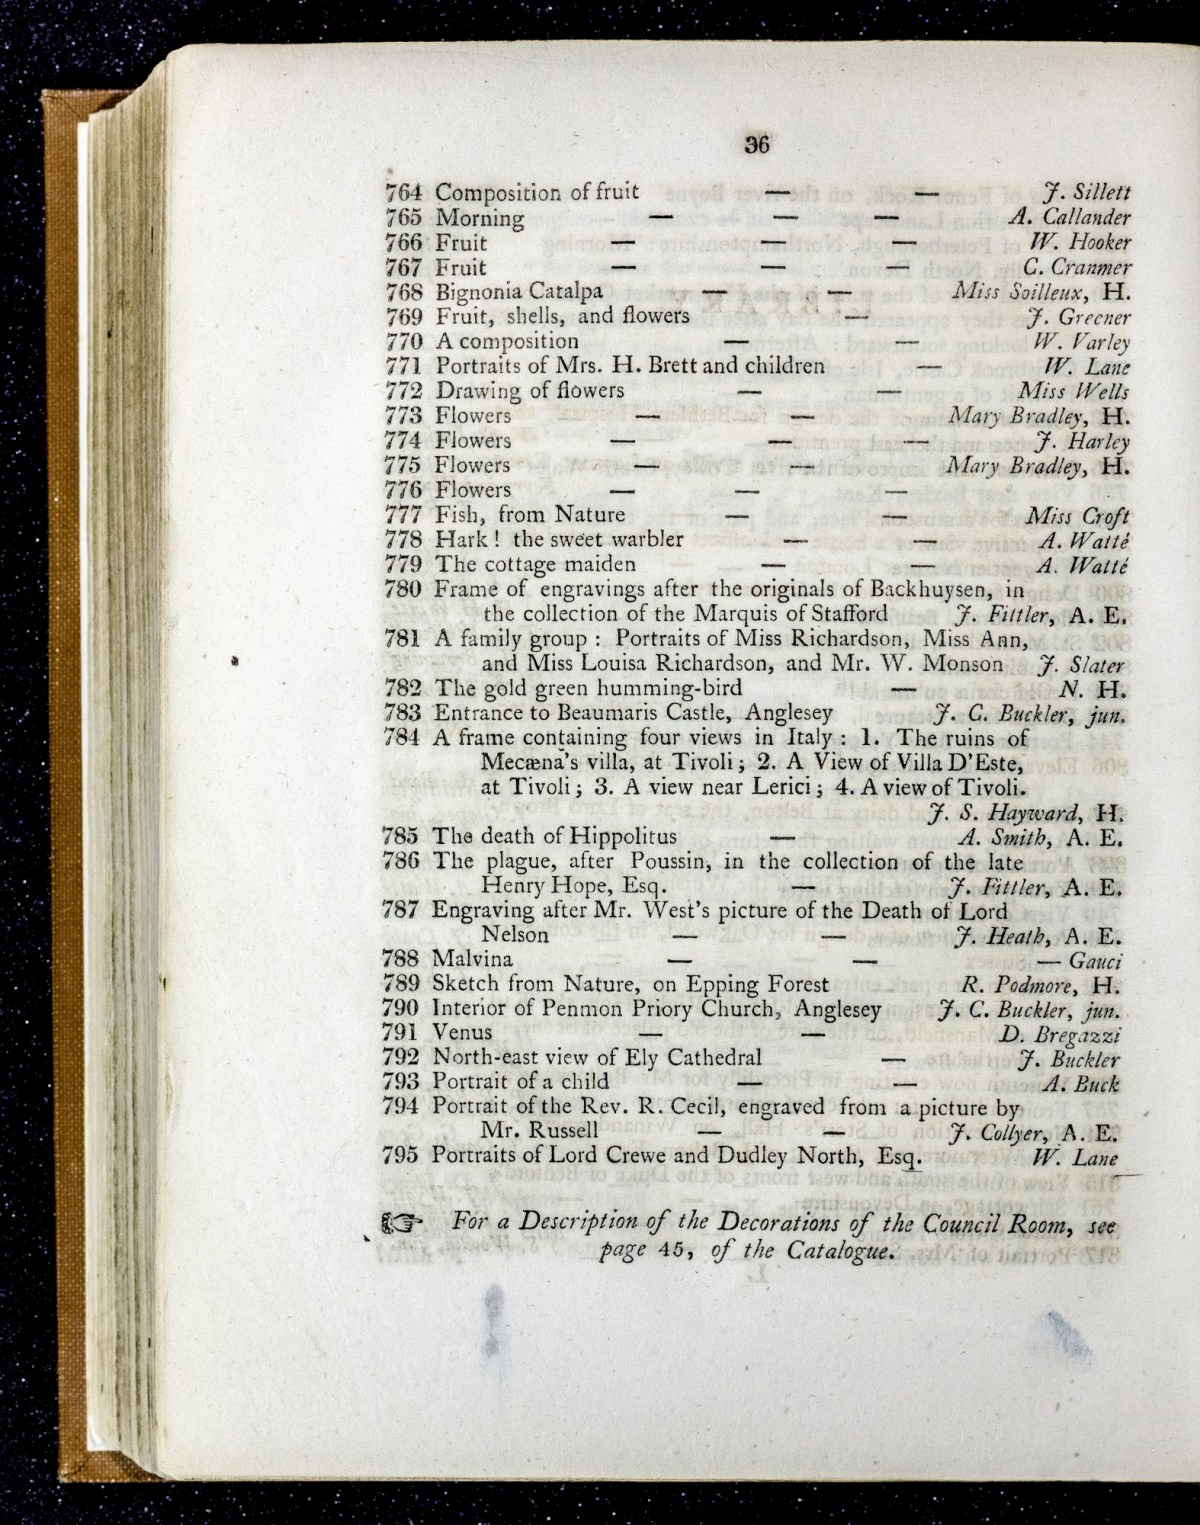 36
764 Composition of fruit — — J. Sillett
765 Morning — — — A. Callander
766 Fruit — — — W. Hooker
767 Fruit — — — C. Cranmer
768 Bignonia Catalpa — — Miss Soilleux, H.
769 Fruit, shells, and flowers — J. Greener
770 A composition — — W. Varley
771 Portraits of Mrs. H. Brett and children — W. Lane
772 Drawing of flowers — — Miss Wells
773 Flowers — — Mary Bradley, H.
774 Flowers — — — J. Harley
775 Flowers — — Mary Bradley, H.
776 Flowers — — —
777 Fish, from Nature — — Miss Croft
778 Hark! the sweet warbler — — A. Watté
779 The cottage maiden — — A. Watté
780 Frame of engravings after the originals of Backhuysen, in
the collection of the Marquis of Stafford J. Fittler, A. E.
781 A family group : Portraits of Miss Richardson, Miss Ann,
and Miss Louisa Richardson, and Mr. W. Monson J. Slater
782 The gold green humming-bird — N. H.
783 Entrance to Beaumaris Castle, Anglesey J. C. Buckler, jun.
784 A frame containing four views in Italy : 1. The ruins of
Mecæna's villa, at Tivoli; 2. A View of Villa D'Este,
at Tivoli; 3. A view near Lerici; 4. A view of Tivoli.
J. S. Hayward, H.
785 The death of Hippolitus — A. Smith, A. E.
786 The plague, after Poussin, in the collection of the late
Henry Hope, Esq. — J. Fittler, A. E.
787 Engraving after Mr. West's picture of the Death of Lord
Nelson — — J. Heath, A. E.
788 Malvina — — — Gauci
789 Sketch from Nature, on Epping Forest R. Podmore, H.
790 Interior of Penmon Priory Church, Anglesey J. C. Buckler, jun.
791 Venus — — D. Bregazzi
792 North-east view of Ely Cathedral — J. Buckler
793 Portrait of a child — — A. Buck
794 Portrait of the Rev. R. Cecil, engraved from a picture by
Mr. Russell — — J. Collyer, A. E.
795 Portraits of Lord Crewe and Dudley North, Esq. W. Lane
☞ For a Description of the Decorations of the Council Room, see
page 45, of the Catalogue.